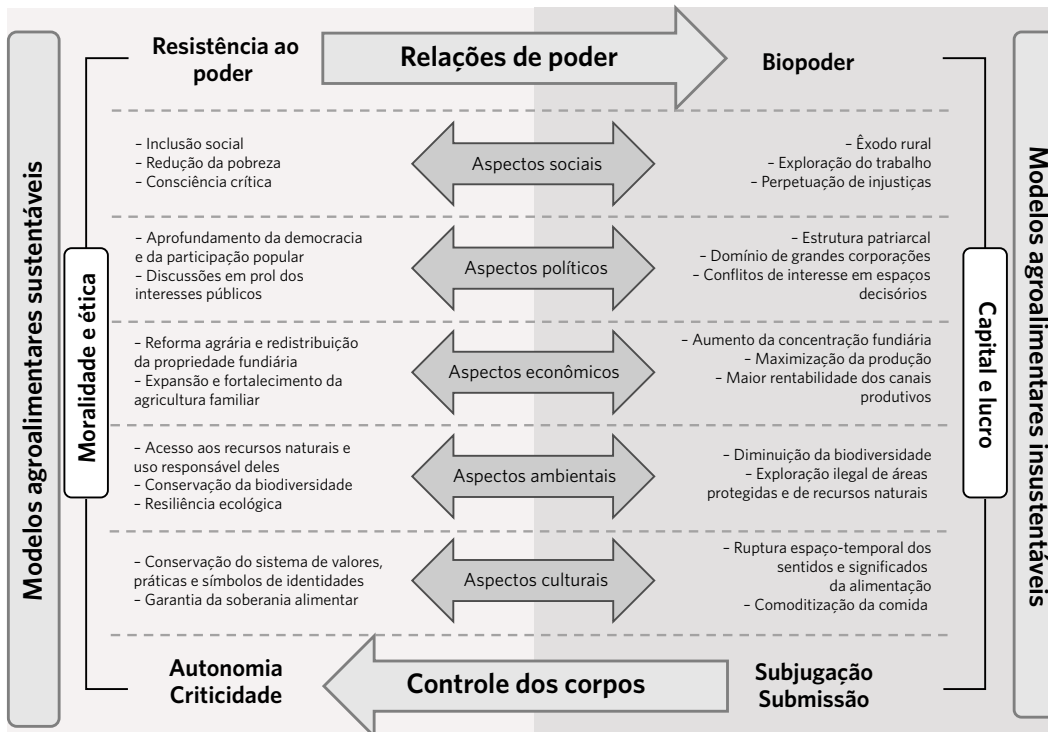 Modelos agroalimentares sustentáveis
Moralidade e ética
Resistência ao
poder
Relações de poder
Biopoder
– Inclusão social
– Redução da pobreza
– Consciência crítica
Aspectos sociais
– Êxodo rural
– Exploração do trabalho
– Perpetuação de injustiças
– Aprofundamento da democracia
e da participação popular
– Discussões em prol dos
interesses públicos
Aspectos políticos
– Estrutura patriarcal
– Domínio de grandes corporações
– Conflitos de interesse em espaços
decisórios
– Reforma agrária e redistribuição
da propriedade fundiária
– Expansão e fortalecimento da
agricultura familiar
Aspectos econômicos
– Aumento da concentração fundiária
– Maximização da produção
– Maior rentabilidade dos canais
produtivos
– Acesso aos recursos naturais e
uso responsável deles
– Conservação da biodiversidade
– Resiliência ecológica
Aspectos ambientais
– Diminuição da biodiversidade
– Exploração ilegal de áreas
protegidas e de recursos naturais
– Conservação do sistema de valores,
práticas e símbolos de identidades
– Garantia da soberania alimentar
Aspectos culturais
– Ruptura espaço-temporal dos
sentidos e significados
da alimentação
– Comoditização da comida
Autonomia
Criticidade
Controle dos corpos
Subjugação
Submissão
Capital e lucro
Modelos agroalimentares insustentáveis